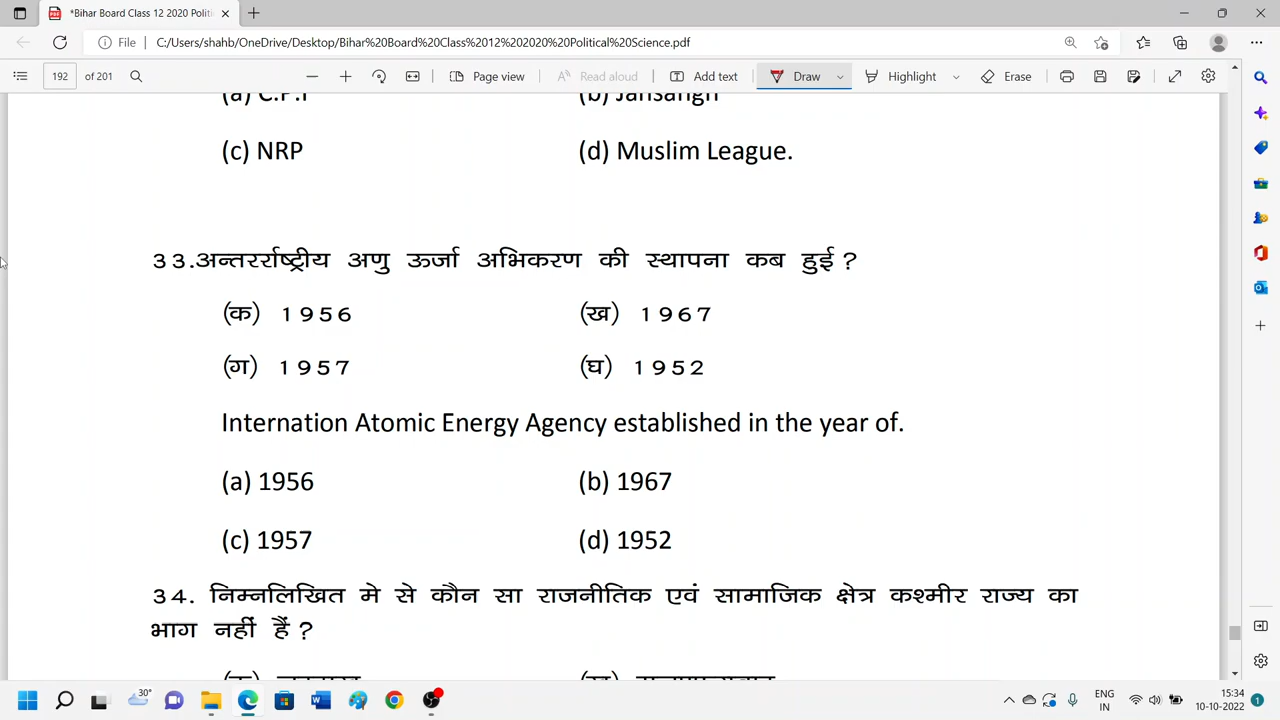 *Bihar Board Class 12 2020 Politi
File C:/Users/shahb/OneDrive/Desktop/Bihar%20Board%20Class%2012%202020%20Political%20Science.pdf
192 of 201 Page view Read aloud Add text Draw Highlight Erase
(a) C.P.I (b) Jansangh
(c) NRP (d) Muslim League.
33.अन्तरर्राष्ट्रीय अणु ऊर्जा अभिकरण की स्थापना कब हुई ?
(क) 1956 (ख) 1967
(ग) 1957 (घ) 1952
Internation Atomic Energy Agency established in the year of.
(a) 1956 (b) 1967
(c) 1957 (d) 1952
34. निम्नलिखित मे से कौन सा राजनीतिक एवं सामाजिक क्षेत्र कश्मीर राज्य का
भाग नहीं हैं ?
30° ENG IN 15:34 10-10-2022 1